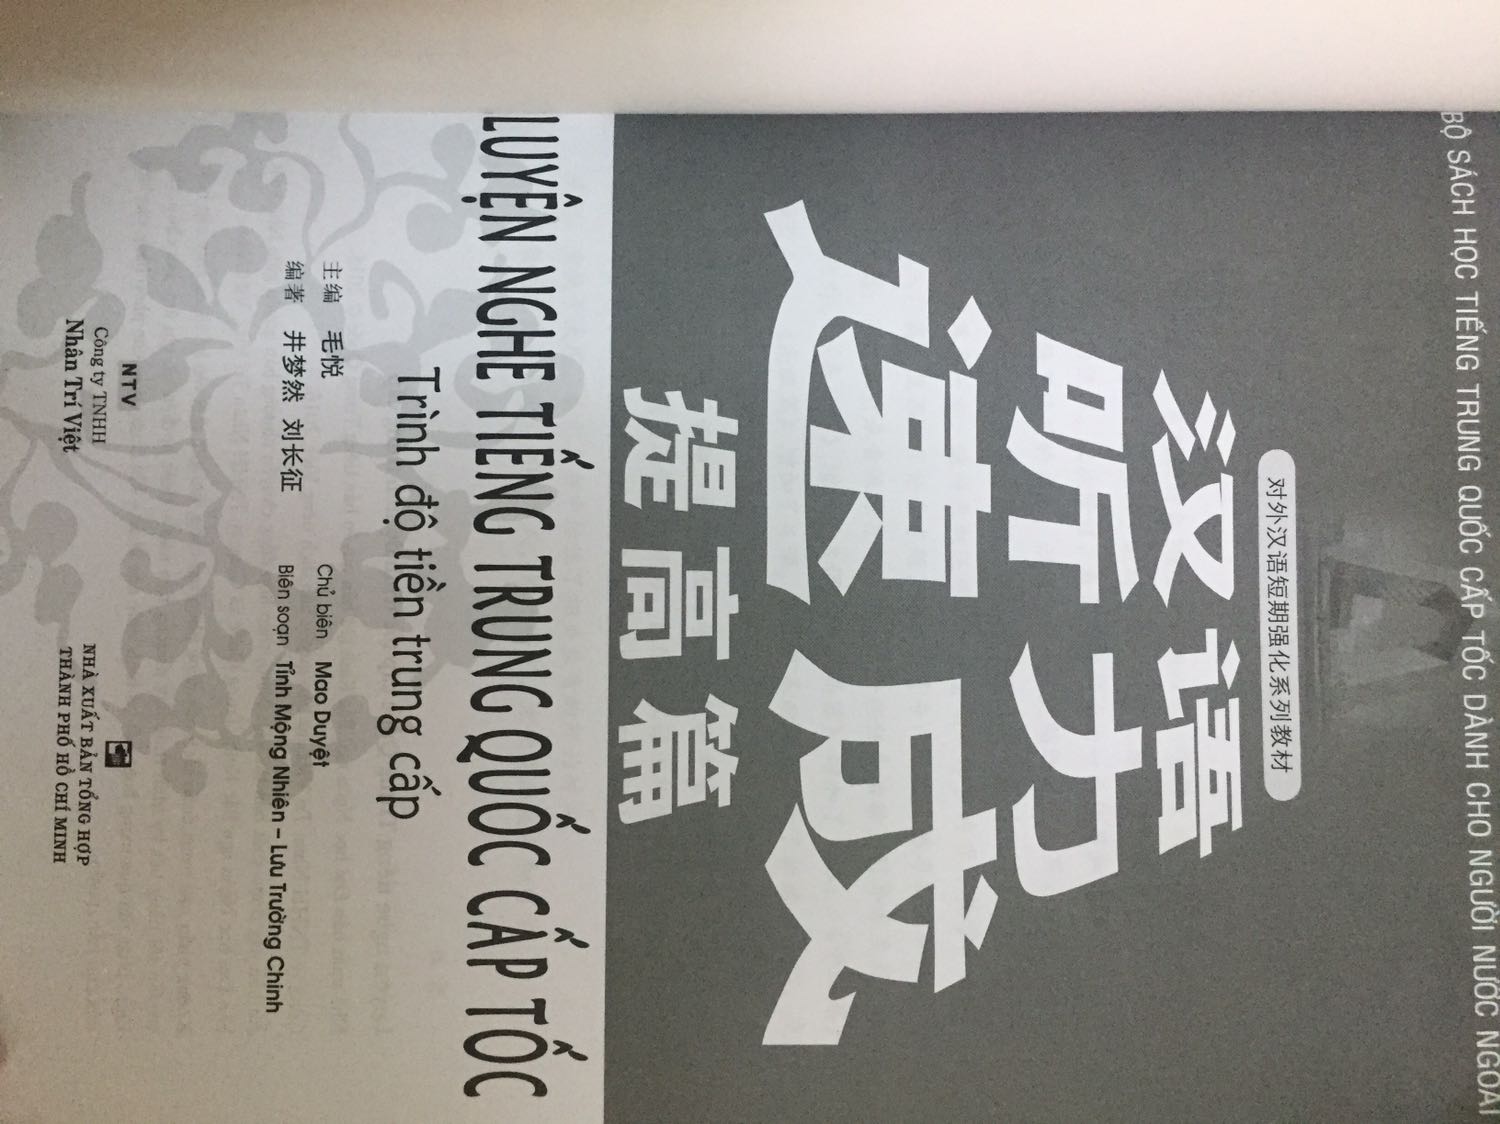 BỘ SÁCH HỌC TIẾNG TRUNG QUỐC CẤP TỐC DÀNH CHO NGƯỜI NƯỚC NGOÀI
对外汉语短期强化系列教材
汉语
听力
速成
提高篇
LUYỆN NGHE TIẾNG TRUNG QUỐC CẤP TỐC
Trình độ tiền trung cấp
主编 毛悦 Chủ biên Mao Duyệt
编著 井梦然 刘长征 Biên soạn Tỉnh Mộng Nhiên – Lưu Trường Chinh
NTV
Công ty TNHH
Nhân Trí Việt
NHÀ XUẤT BẢN TỔNG HỢP
THÀNH PHỐ HỒ CHÍ MINH